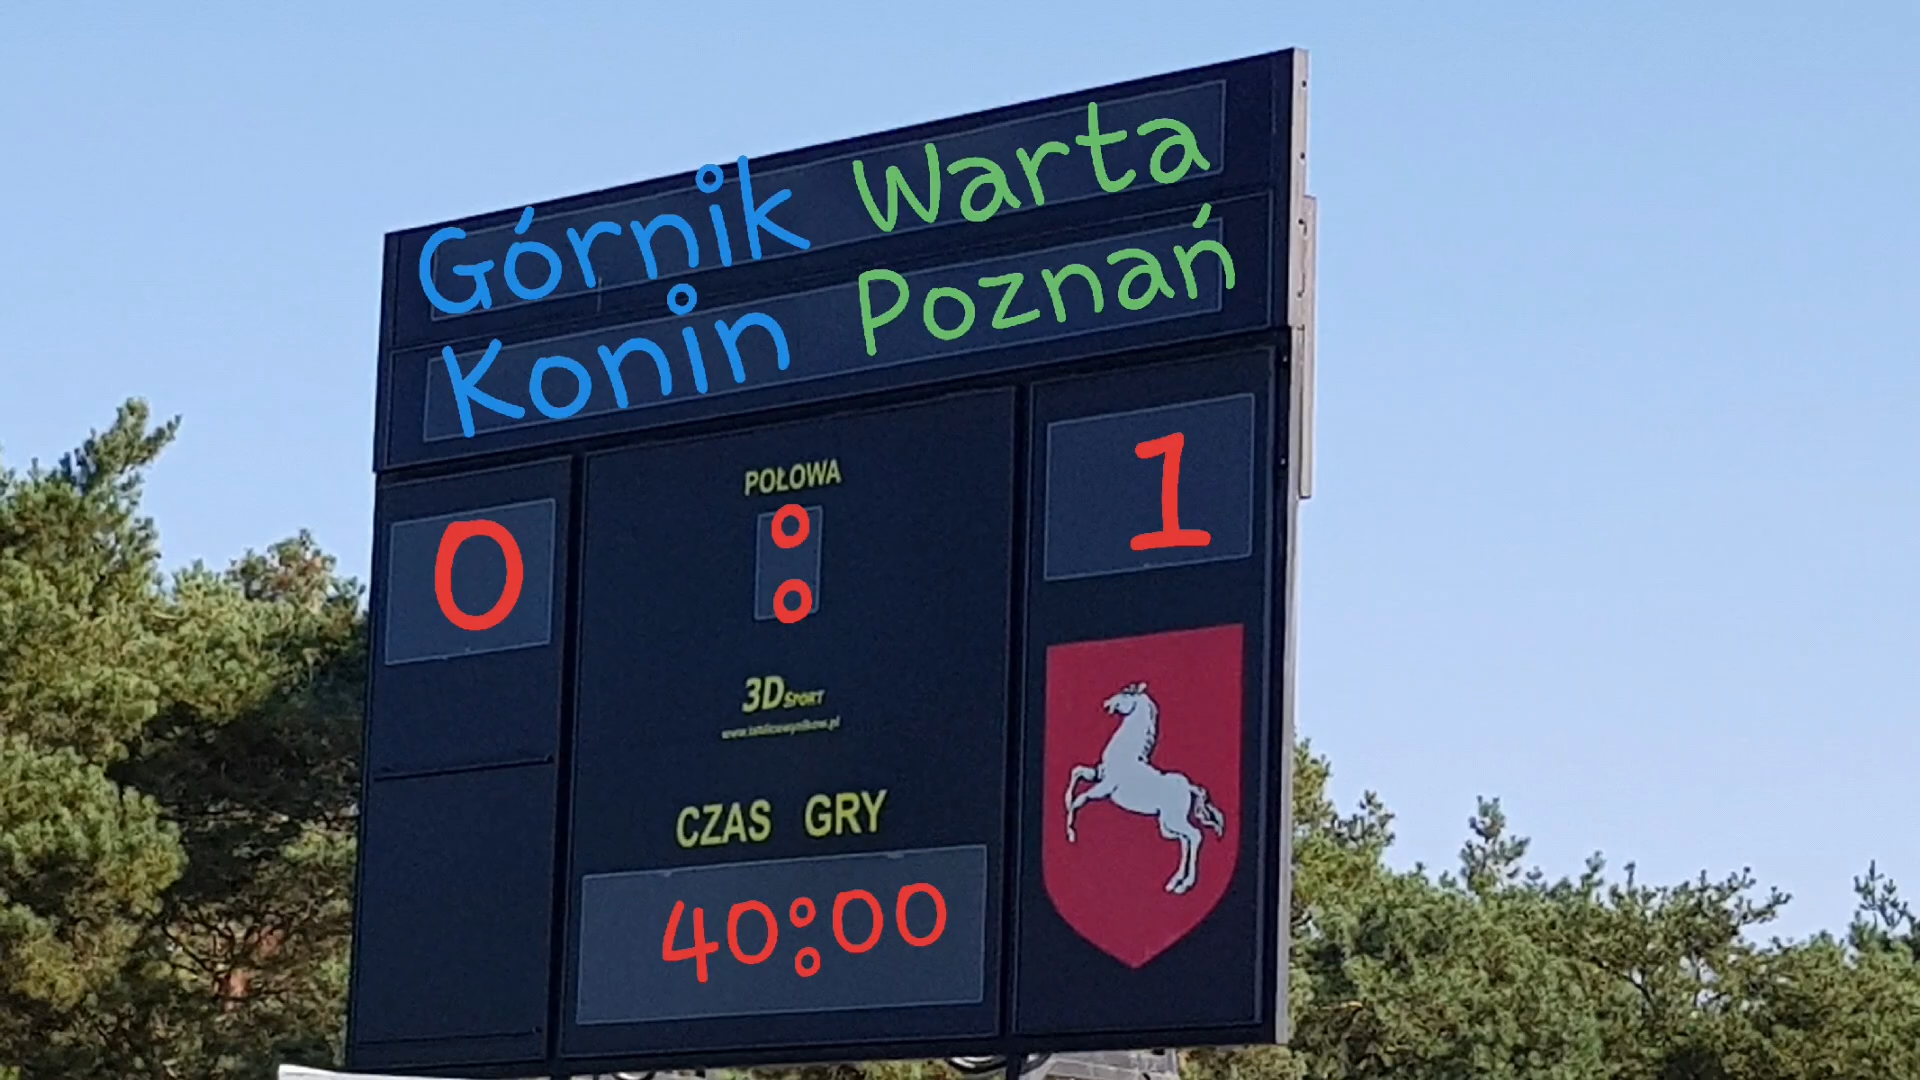 Górnik Warta
Konin Poznań
POŁOWA
0 : 1
3D SPORT
CZAS GRY
40:00